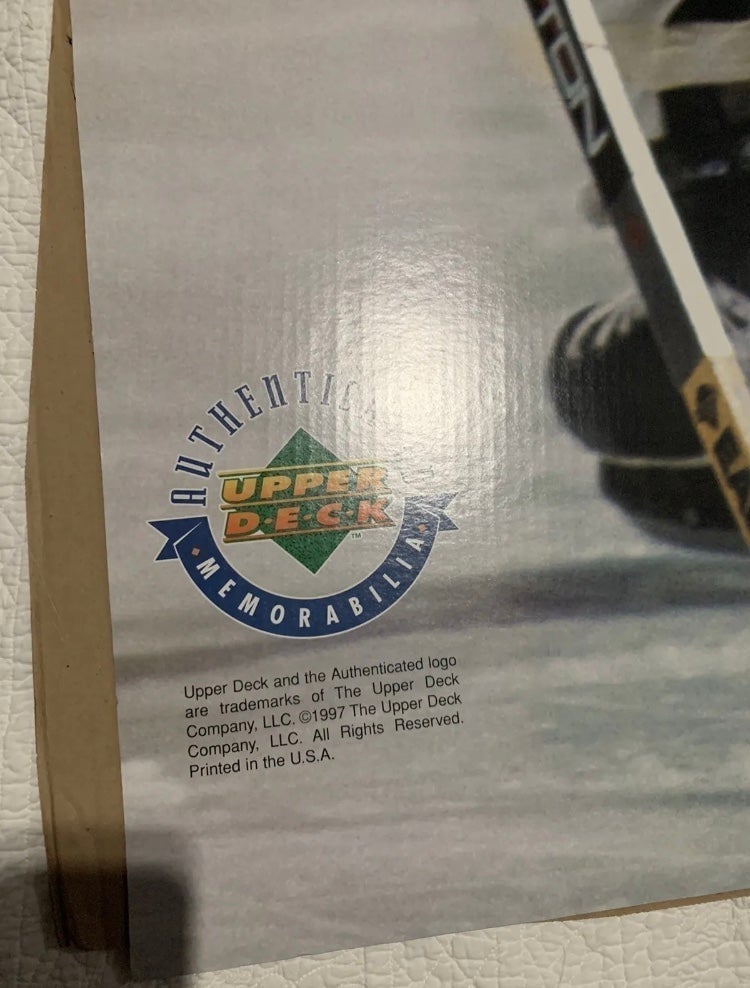 UPPER
D·E·C·K
TM
·MEMORABILIA·
Upper Deck and the Authenticated logo
are trademarks of The Upper Deck
Company, LLC. ©1997 The Upper Deck
Company, LLC. All Rights Reserved.
Printed in the U.S.A.